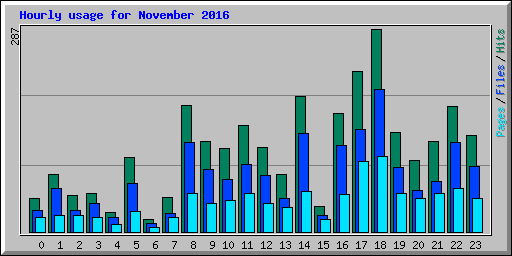 Hourly usage for November 2016
287
Pages / Files / Hits
0 1 2 3 4 5 6 7 8 9 10 11 12 13 14 15 16 17 18 19 20 21 22 23